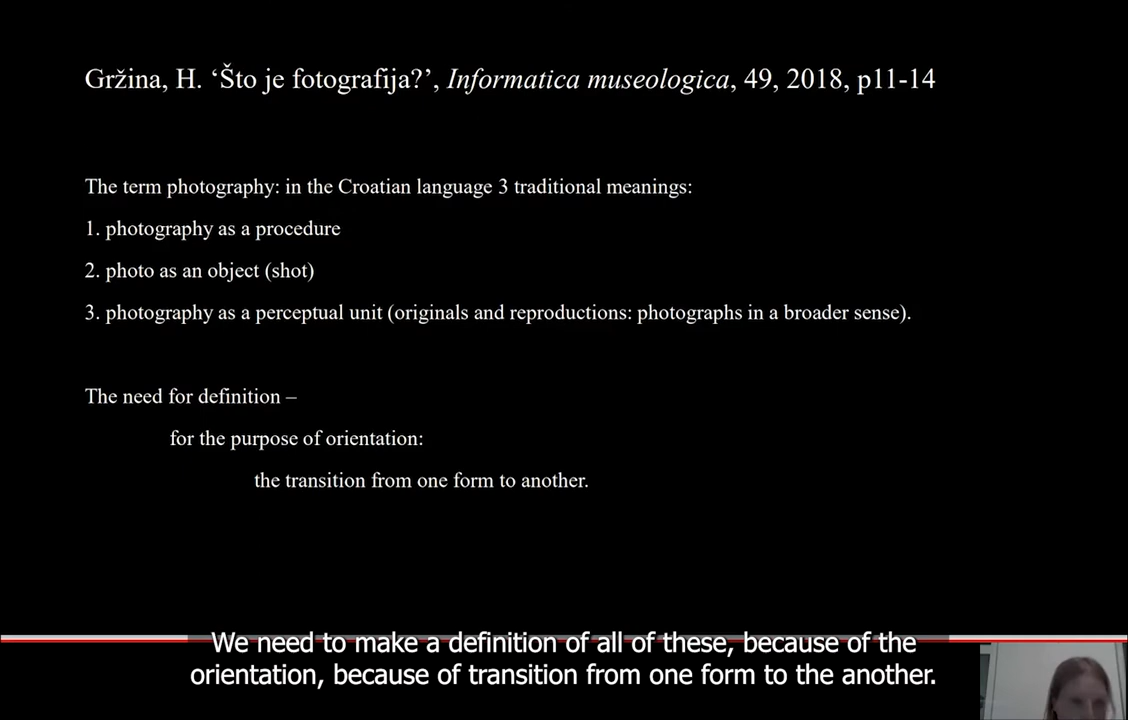 Gržina, H. ‘Što je fotografija?’, Informatica museologica, 49, 2018, p11-14
The term photography: in the Croatian language 3 traditional meanings:
1. photography as a procedure
2. photo as an object (shot)
3. photography as a perceptual unit (originals and reproductions: photographs in a broader sense).
The need for definition –
for the purpose of orientation:
the transition from one form to another.
We need to make a definition of all of these, because of the
orientation, because of transition from one form to the another.